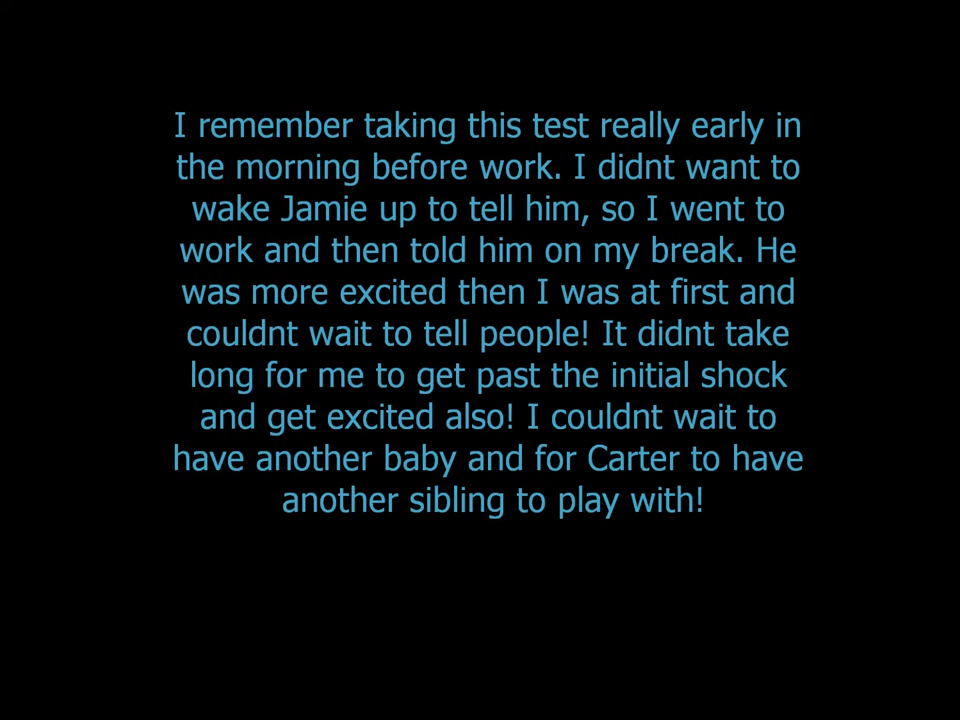 I remember taking this test really early in
the morning before work. I didnt want to
wake Jamie up to tell him, so I went to
work and then told him on my break. He
was more excited then I was at first and
couldnt wait to tell people! It didnt take
long for me to get past the initial shock
and get excited also! I couldnt wait to
have another baby and for Carter to have
another sibling to play with!